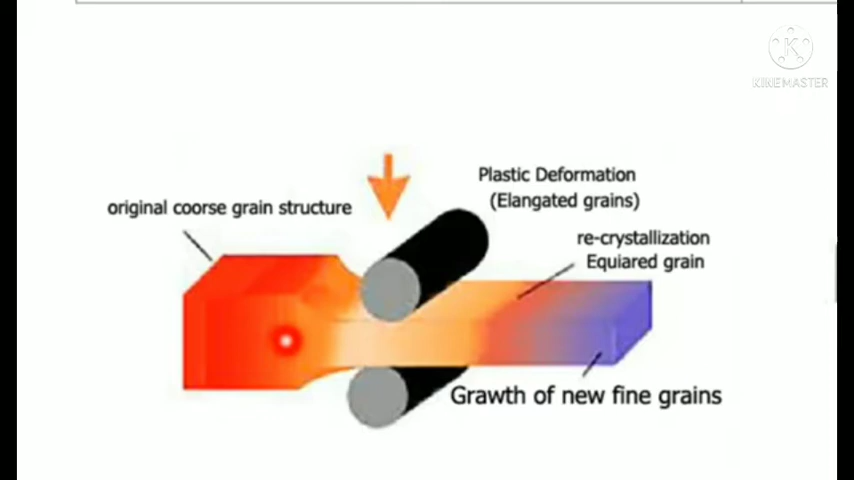 KINEMASTER
Plastic Deformation
(Elangated grains)
original coorse grain structure
re-crystallization
Equiared grain
Grawth of new fine grains